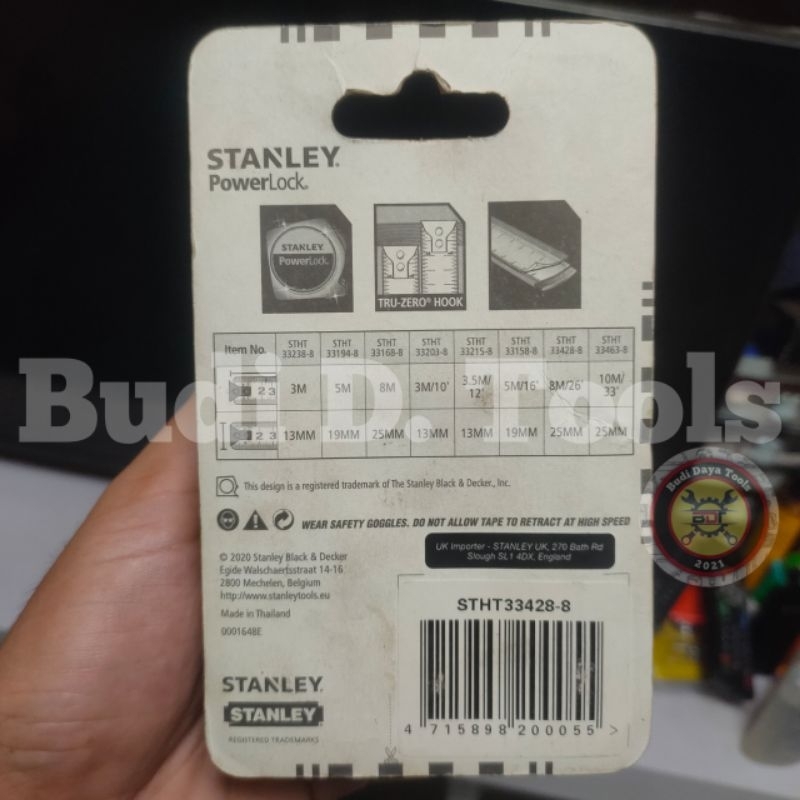 STANLEY.
PowerLock.
STANLEY
PowerLock.
TRU-ZERO® HOOK
Item No. STHT 33238-8 STHT 33194-8 STHT 33168-8 STHT 33203-8 STHT 33215-8 STHT 33158-8 STHT 33428-8 STHT 33463-8
2 3 3M 5M 8M 3M/10' 3.5M/12' 5M/16' 8M/26' 10M/33'
2 3 13MM 19MM 25MM 13MM 13MM 19MM 25MM 25MM
Budi D. Tools
This design is a registered trademark of The Stanley Black & Decker., Inc.
WEAR SAFETY GOGGLES. DO NOT ALLOW TAPE TO RETRACT AT HIGH SPEED
Budi Daya Tools
BDT
2021
UK Importer - STANLEY UK, 270 Bath Rd
Slough SL1 4DX, England
© 2020 Stanley Black & Decker
Egide Walschaertsstraat 14-16
2800 Mechelen, Belgium
http://www.stanleytools.eu
Made in Thailand
0001648E
STHT33428-8
4 715898 200055 >
STANLEY.
STANLEY
REGISTERED TRADEMARKS